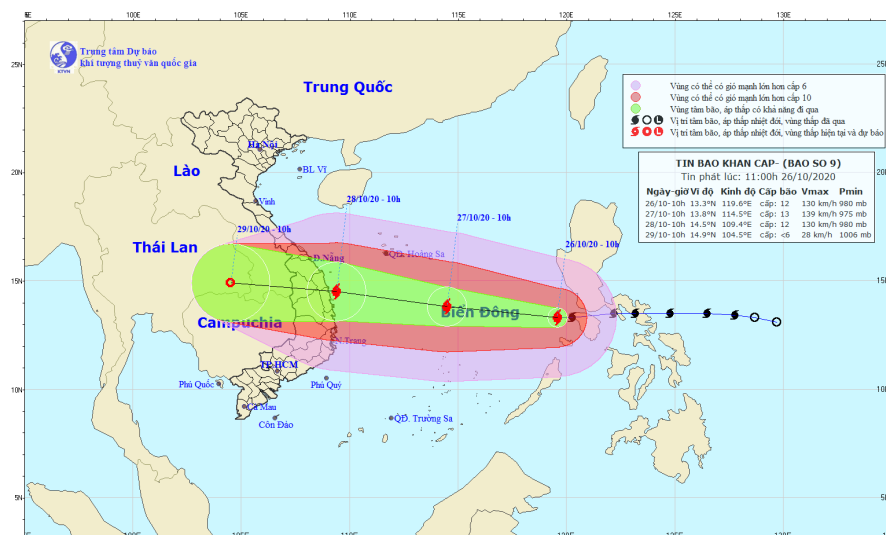 Trung tâm Dự báo
khí tượng thuỷ văn quốc gia
KTVN
Trung Quốc
Vùng có thể có gió mạnh lớn hơn cấp 6
Vùng có thể có gió mạnh lớn hơn cấp 10
Vùng tâm bão, áp thấp có khả năng đi qua
L Vị trí tâm bão, áp thấp nhiệt đới, vùng thấp đã qua
L Vị trí tâm bão, áp thấp nhiệt đới, vùng thấp hiện tại và dự báo
TIN BAO KHAN CAP- (BAO SO 9)
Tin phát lúc: 11:00h 26/10/2020
Ngày-giờ Vĩ độ Kinh độ Cấp bão Vmax Pmin
26/10-10h 13.3°N 119.6°E cấp: 12 130 km/h 980 mb
27/10-10h 13.8°N 114.5°E cấp: 13 139 km/h 975 mb
28/10-10h 14.5°N 109.4°E cấp: 12 130 km/h 980 mb
29/10-10h 14.9°N 104.5°E cấp: <6 28 km/h 1006 mb
Hà Nội
Lào
BL Vĩ
Vinh
28/10/20 - 10h
27/10/20 - 10h
29/10/20 - 10h
26/10/20 - 10h
Thái Lan
Đ.Nẵng
QĐ. Hoàng Sa
Biển Đông
Campuchia
N.Trang
TP.HCM
Phú Quốc
Phú Quý
Cà Mau
Côn Đảo
QĐ. Trường Sa
25N
20N
15N
10N
5N
105E 110E 115E 120E 125E 130E